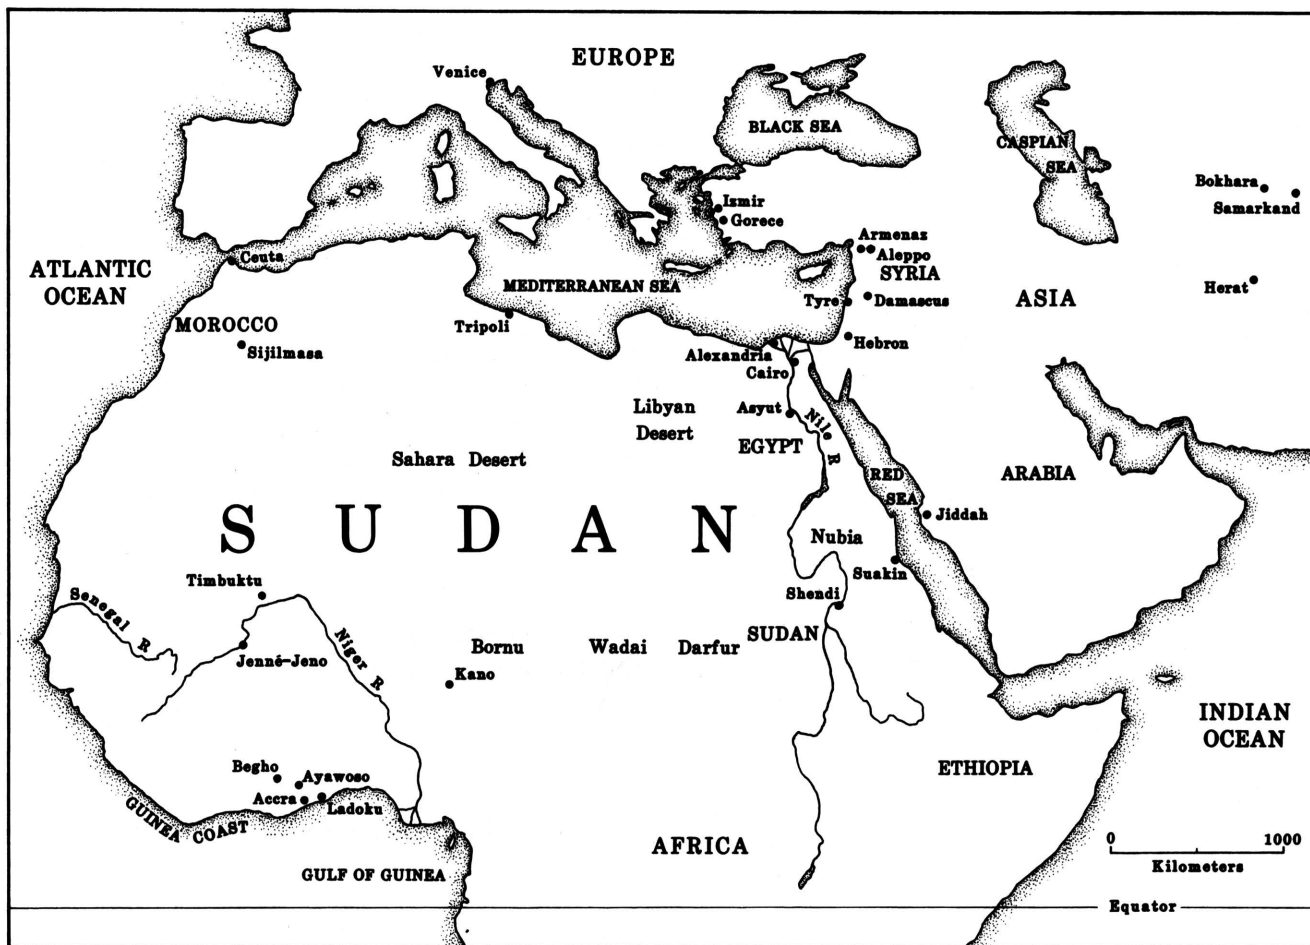 EUROPE
Venice
BLACK SEA
CASPIAN
SEA
Bokhara
Samarkand
Izmir
Gorece
Armenaz
Aleppo
SYRIA
Ceuta
ATLANTIC
OCEAN
MEDITERRANEAN SEA
Tyre
Damascus
ASIA
Herat
MOROCCO
Sijilmasa
Tripoli
Alexandria
Cairo
Hebron
Libyan
Desert
Asyut
Nile R
EGYPT
Sahara Desert
RED
SEA
ARABIA
SUDAN
Jiddah
Nubia
Suakin
Timbuktu
Shendi
Senegal R
Niger R
SUDAN
Jenné-Jeno
Bornu
Wadai
Darfur
Kano
INDIAN
OCEAN
Begho
Ayawoso
Accra
Ladoku
ETHIOPIA
GUINEA COAST
AFRICA
GULF OF GUINEA
0
1000
Kilometers
Equator